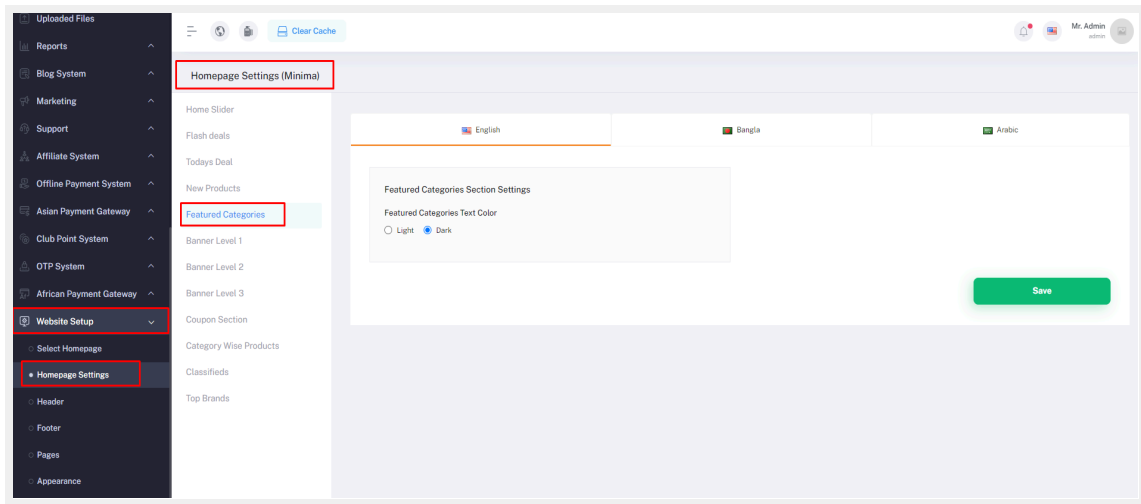 Uploaded Files
Reports
Blog System
Marketing
Support
Affiliate System
Offline Payment System
Asian Payment Gateway
Club Point System
OTP System
African Payment Gateway
Website Setup
Select Homepage
Homepage Settings
Header
Footer
Pages
Appearance
Clear Cache
Mr. Admin
admin
Homepage Settings (Minima)
Home Slider
Flash deals
Todays Deal
New Products
Featured Categories
Banner Level 1
Banner Level 2
Banner Level 3
Coupon Section
Category Wise Products
Classifieds
Top Brands
English
Bangla
Arabic
Featured Categories Section Settings
Featured Categories Text Color
Light Dark
Save